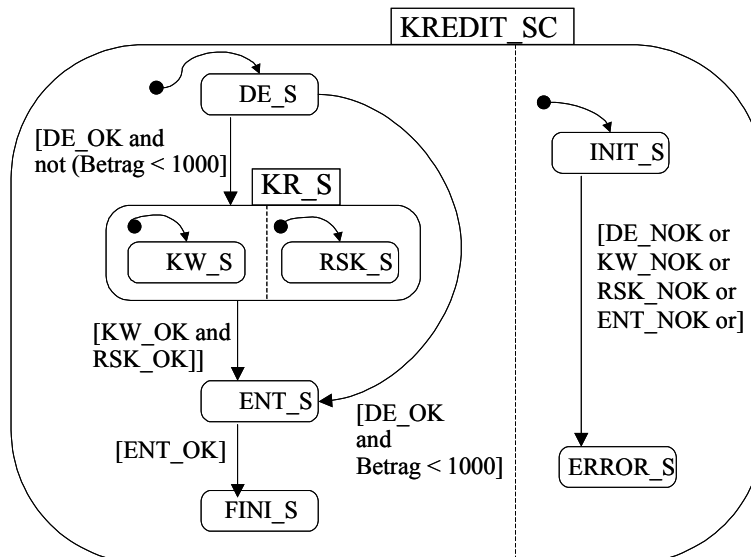 KREDIT_SC
DE_S
[DE_OK and
not (Betrag < 1000]
KR_S
KW_S
RSK_S
[KW_OK and
RSK_OK]]
ENT_S
[DE_OK
and
Betrag < 1000]
[ENT_OK]
FINI_S
INIT_S
[DE_NOK or
KW_NOK or
RSK_NOK or
ENT_NOK or]
ERROR_S